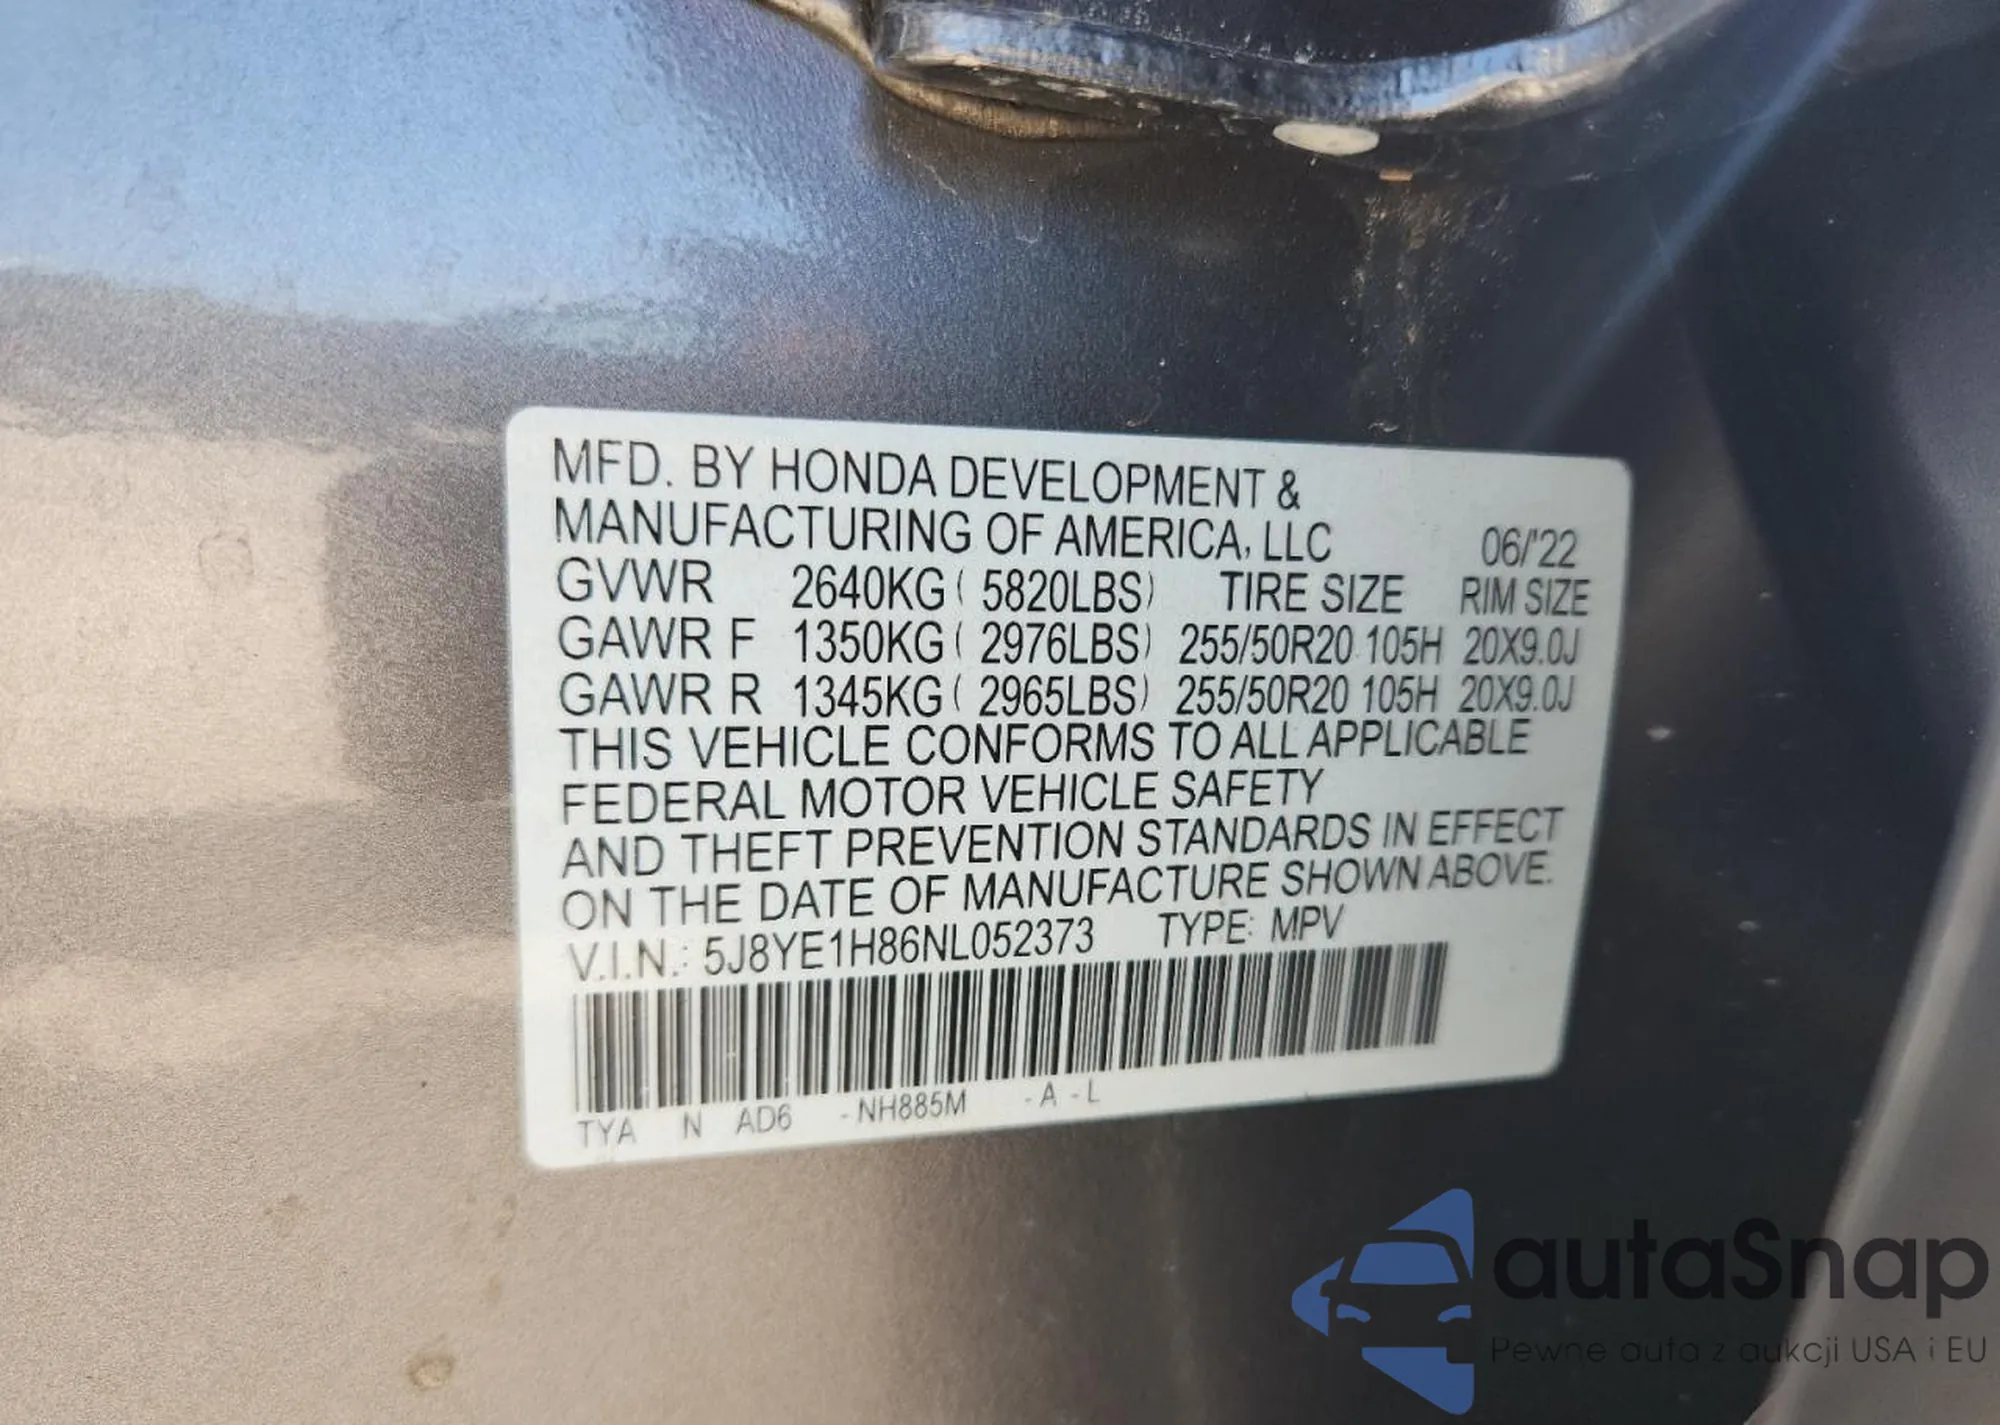 MFD. BY HONDA DEVELOPMENT &
MANUFACTURING OF AMERICA, LLC 06/'22
GVWR 2640KG ( 5820LBS) TIRE SIZE RIM SIZE
GAWR F 1350KG ( 2976LBS) 255/50R20 105H 20X9.0J
GAWR R 1345KG ( 2965LBS) 255/50R20 105H 20X9.0J
THIS VEHICLE CONFORMS TO ALL APPLICABLE
FEDERAL MOTOR VEHICLE SAFETY
AND THEFT PREVENTION STANDARDS IN EFFECT
ON THE DATE OF MANUFACTURE SHOWN ABOVE.
V.I.N.: 5J8YE1H86NL052373 TYPE: MPV
TYA N AD6 -NH885M -A -L
autaSnap
Pewne auta z aukcji USA i EU